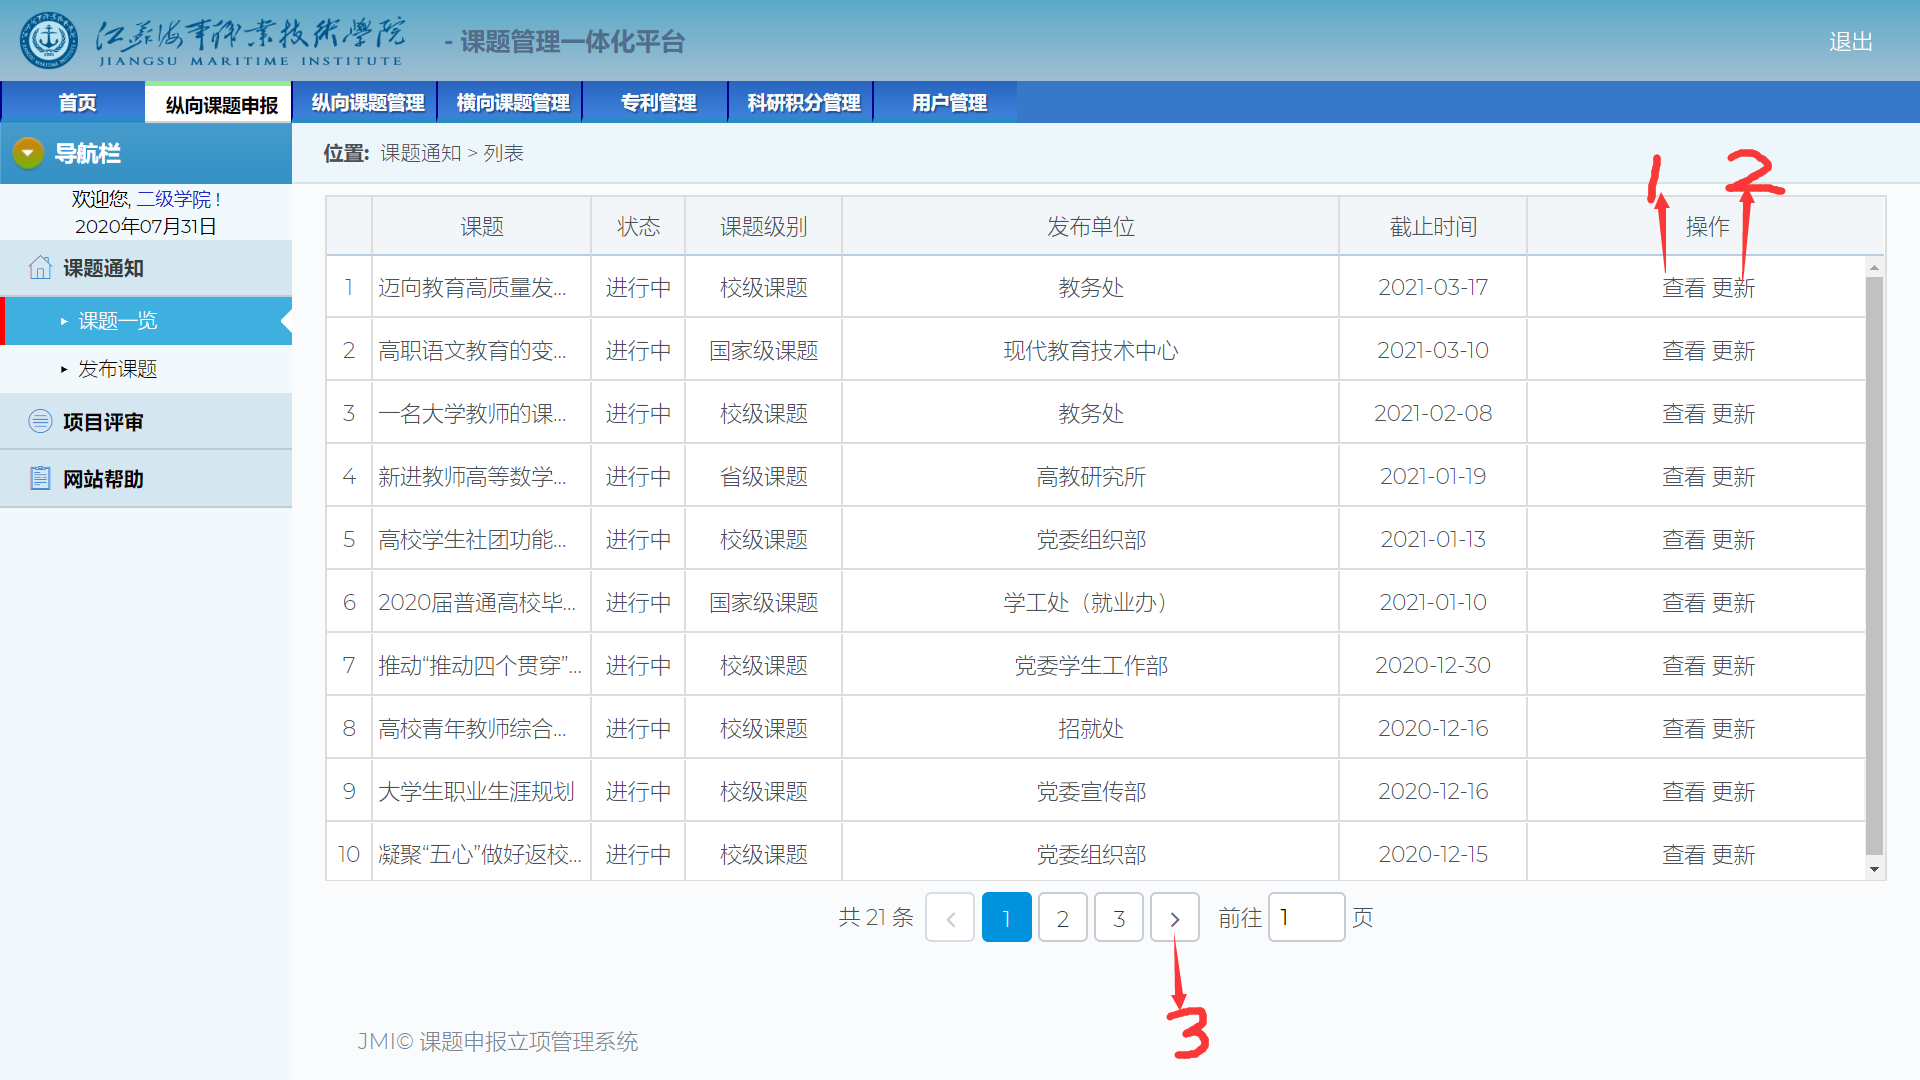 江苏海事职业技术学院
JIANGSU MARITIME INSTITUTE
- 课题管理一体化平台
退出
首页 纵向课题申报 纵向课题管理 横向课题管理 专利管理 科研积分管理 用户管理
导航栏
欢迎您, 二级学院 !
2020年07月31日
课题通知
课题一览
发布课题
项目评审
网站帮助
位置: 课题通知 > 列表
1 2
课题 状态 课题级别 发布单位 截止时间 操作
1 迈向教育高质量发... 进行中 校级课题 教务处 2021-03-17 查看 更新
2 高职语文教育的变... 进行中 国家级课题 现代教育技术中心 2021-03-10 查看 更新
3 一名大学教师的课... 进行中 校级课题 教务处 2021-02-08 查看 更新
4 新进教师高等数学... 进行中 省级课题 高教研究所 2021-01-19 查看 更新
5 高校学生社团功能... 进行中 校级课题 党委组织部 2021-01-13 查看 更新
6 2020届普通高校毕... 进行中 国家级课题 学工处（就业办） 2021-01-10 查看 更新
7 推动“推动四个贯穿”... 进行中 校级课题 党委学生工作部 2020-12-30 查看 更新
8 高校青年教师综合... 进行中 校级课题 招就处 2020-12-16 查看 更新
9 大学生职业生涯规划 进行中 校级课题 党委宣传部 2020-12-16 查看 更新
10 凝聚“五心”做好返校... 进行中 校级课题 党委组织部 2020-12-15 查看 更新
共 21 条 < 1 2 3 > 前往 1 页
3
JMI© 课题申报立项管理系统